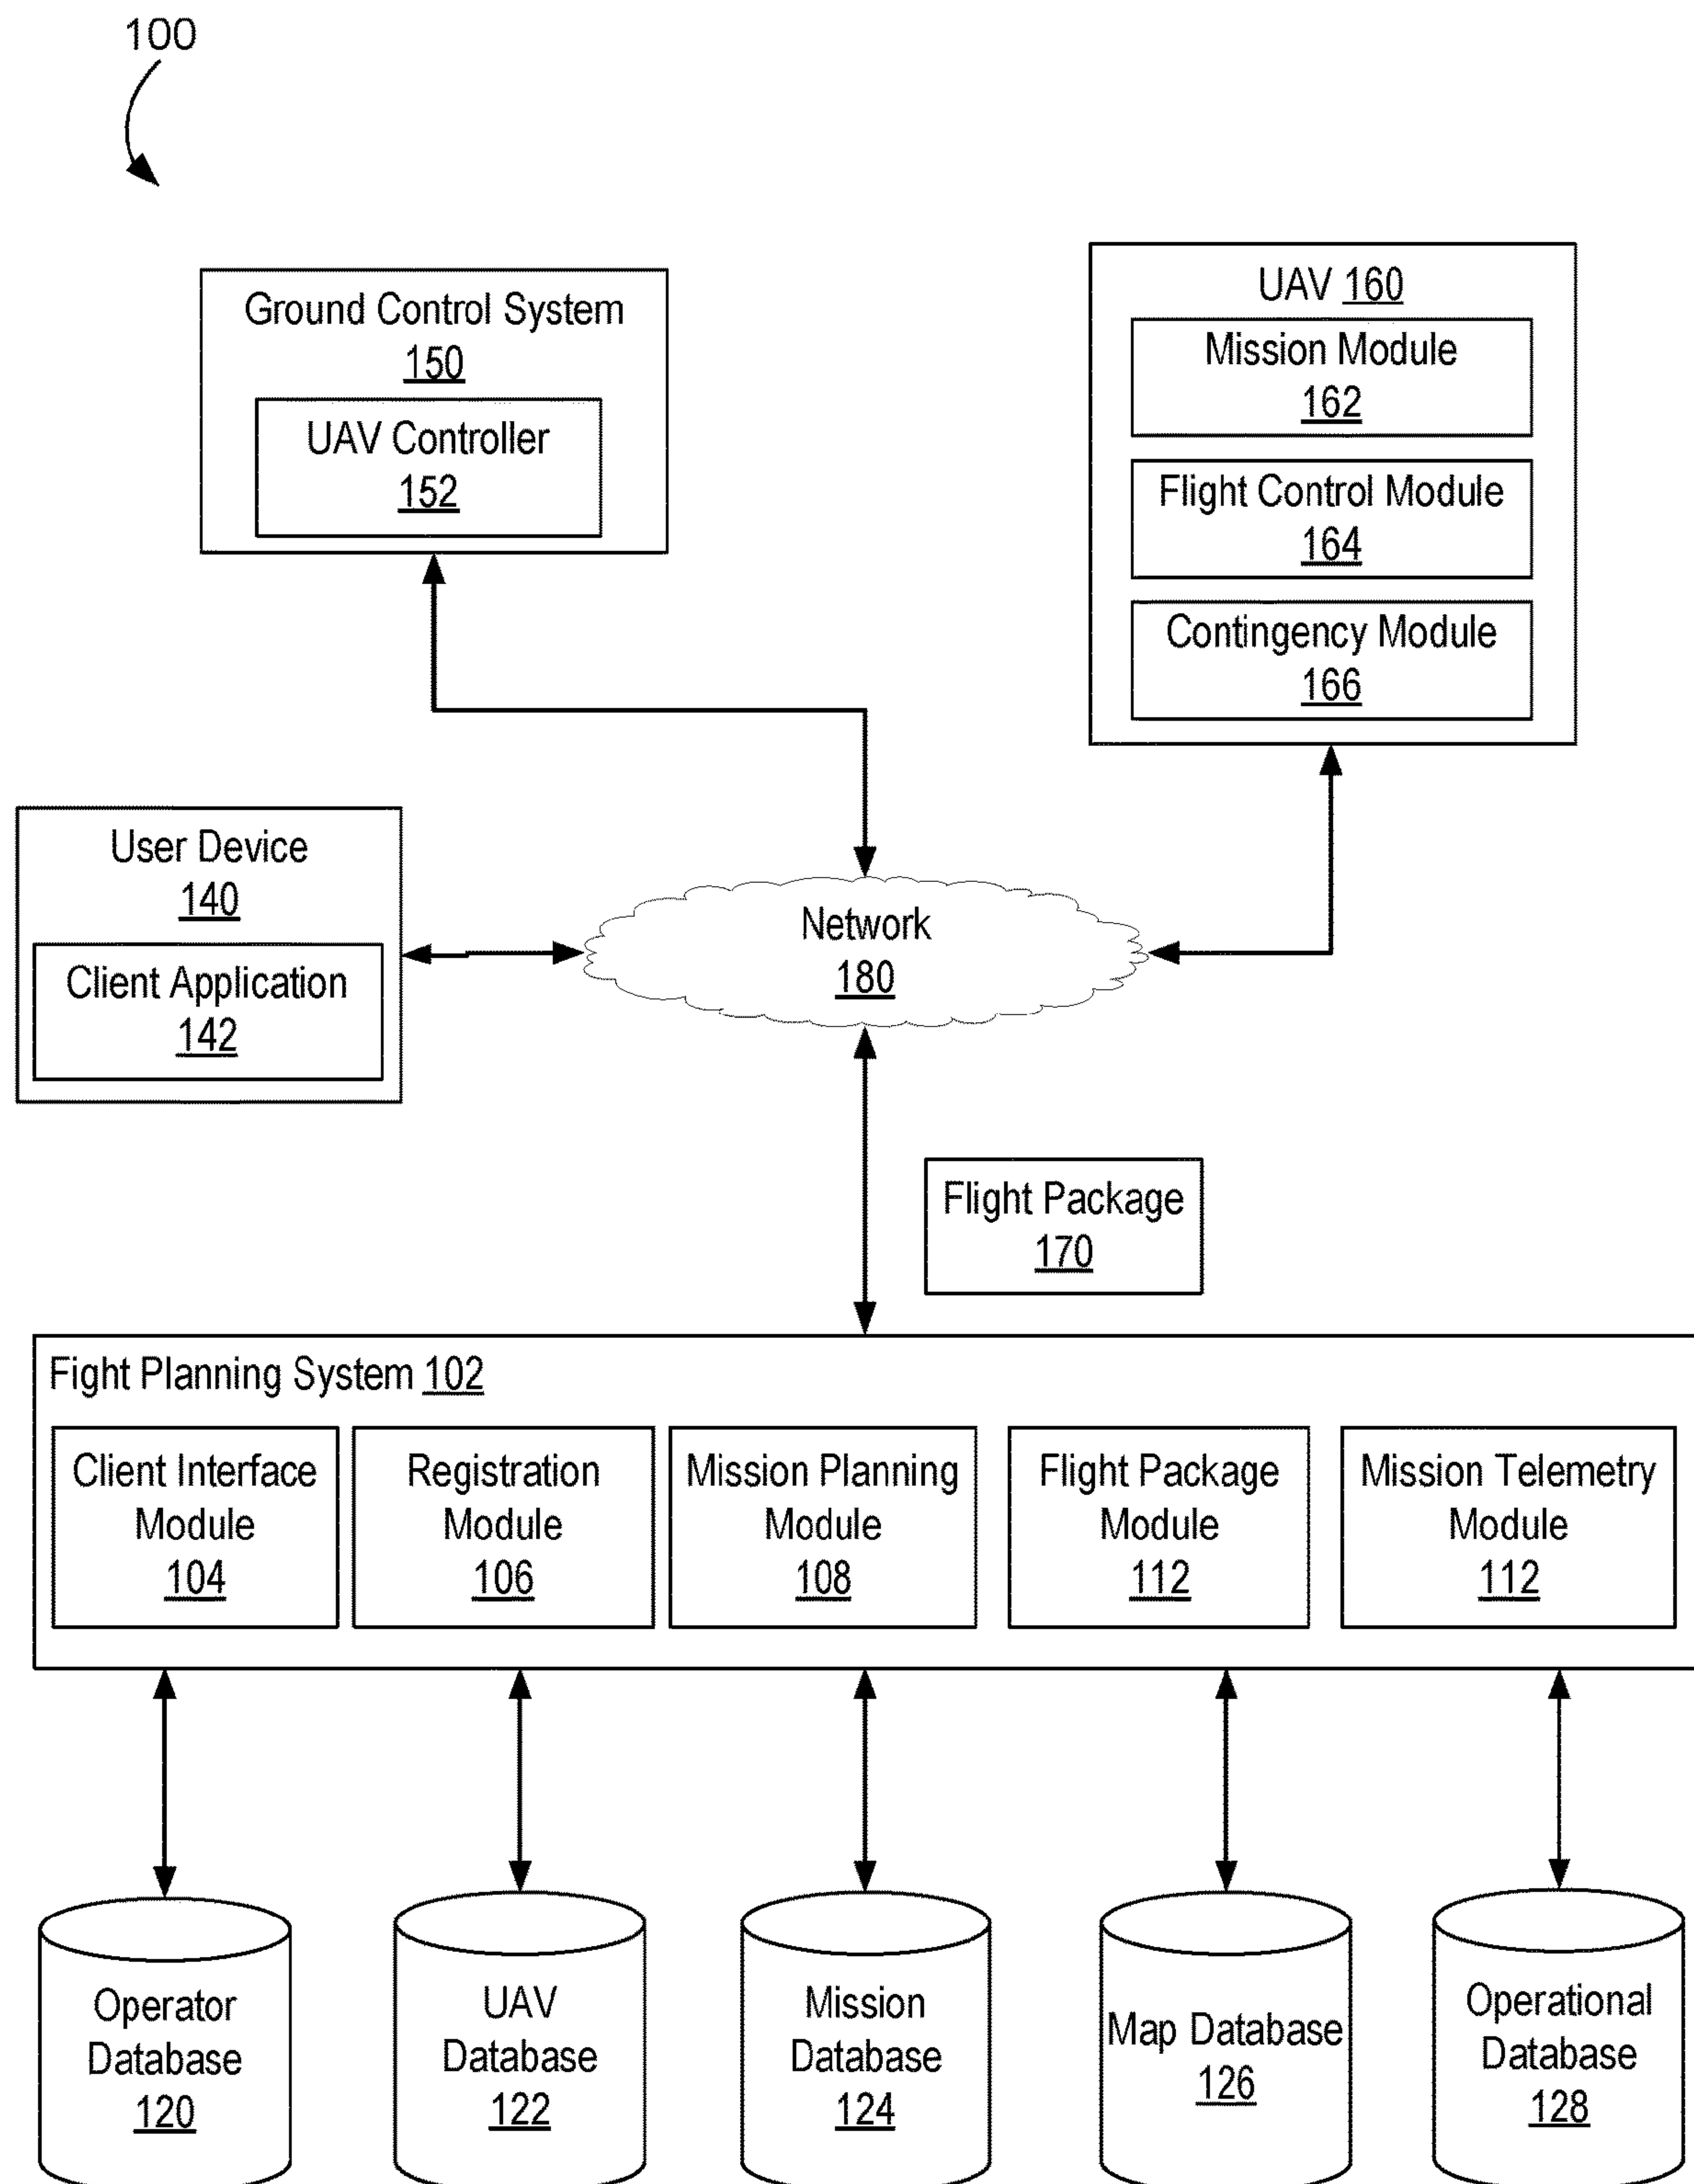 100
Ground Control System
150
UAV Controller
152
UAV 160
Mission Module
162
Flight Control Module
164
Contingency Module
166
User Device
140
Client Application
142
Network
180
Flight Package
170
Fight Planning System 102
Client Interface
Module
104
Registration
Module
106
Mission Planning
Module
108
Flight Package
Module
112
Mission Telemetry
Module
112
Operator
Database
120
UAV
Database
122
Mission
Database
124
Map Database
126
Operational
Database
128